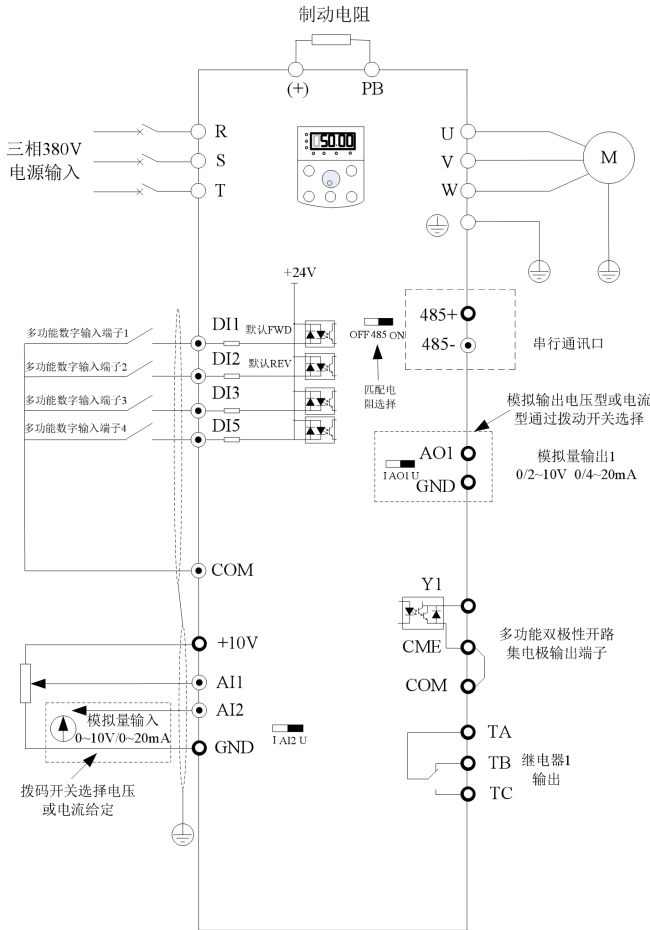 制动电阻
(+)
PB
三相380V
电源输入
R
S
T
50.00
U
V
W
M
+24V
多功能数字输入端子1
DI1
默认FWD
多功能数字输入端子2
DI2
默认REV
多功能数字输入端子3
DI3
多功能数字输入端子4
DI5
OFF 485 ON
匹配电
阻选择
485+
485-
串行通讯口
模拟输出电压型或电流
型通过拨动开关选择
I AO1 U
AO1
GND
模拟量输出1
0/2~10V 0/4~20mA
COM
Y1
CME
COM
多功能双极性开路
集电极输出端子
+10V
AI1
AI2
GND
模拟量输入
0~10V/0~20mA
拨码开关选择电压
或电流给定
I AI2 U
TA
TB
TC
继电器1
输出